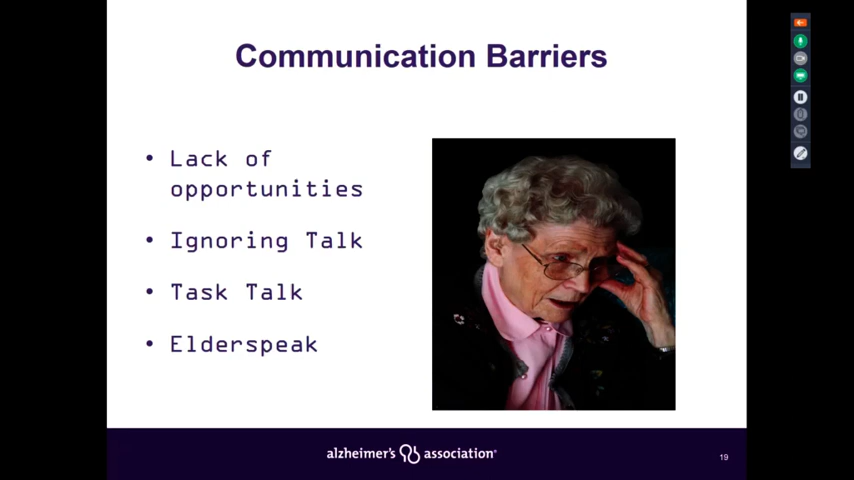 Communication Barriers
• Lack of
opportunities
• Ignoring Talk
• Task Talk
• Elderspeak
alzheimer's association®
19